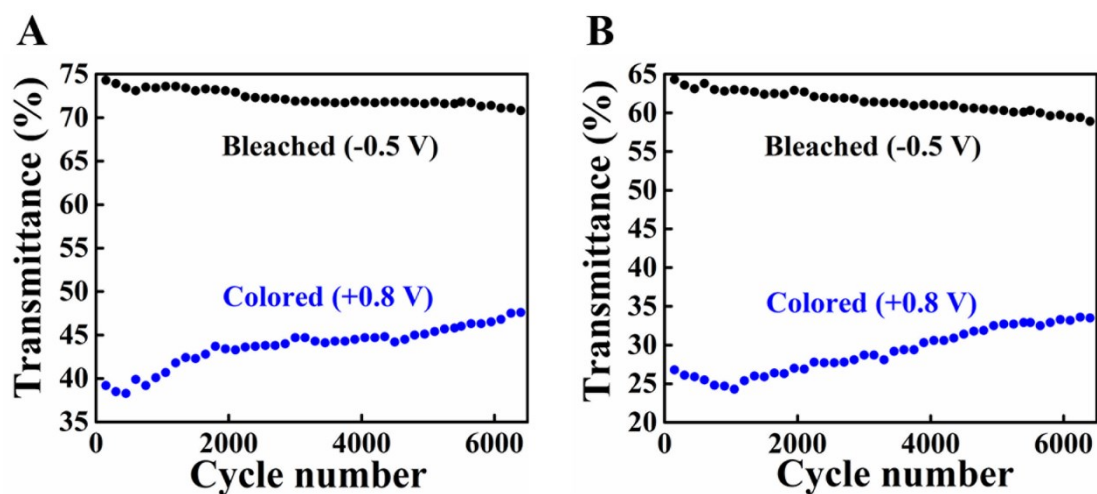 A
Transmittance (%)
75
70
65
60
55
50
45
40
35
Bleached (-0.5 V)
Colored (+0.8 V)
0
2000
4000
6000
Cycle number
B
Transmittance (%)
65
60
55
50
45
40
35
30
25
20
Bleached (-0.5 V)
Colored (+0.8 V)
0
2000
4000
6000
Cycle number